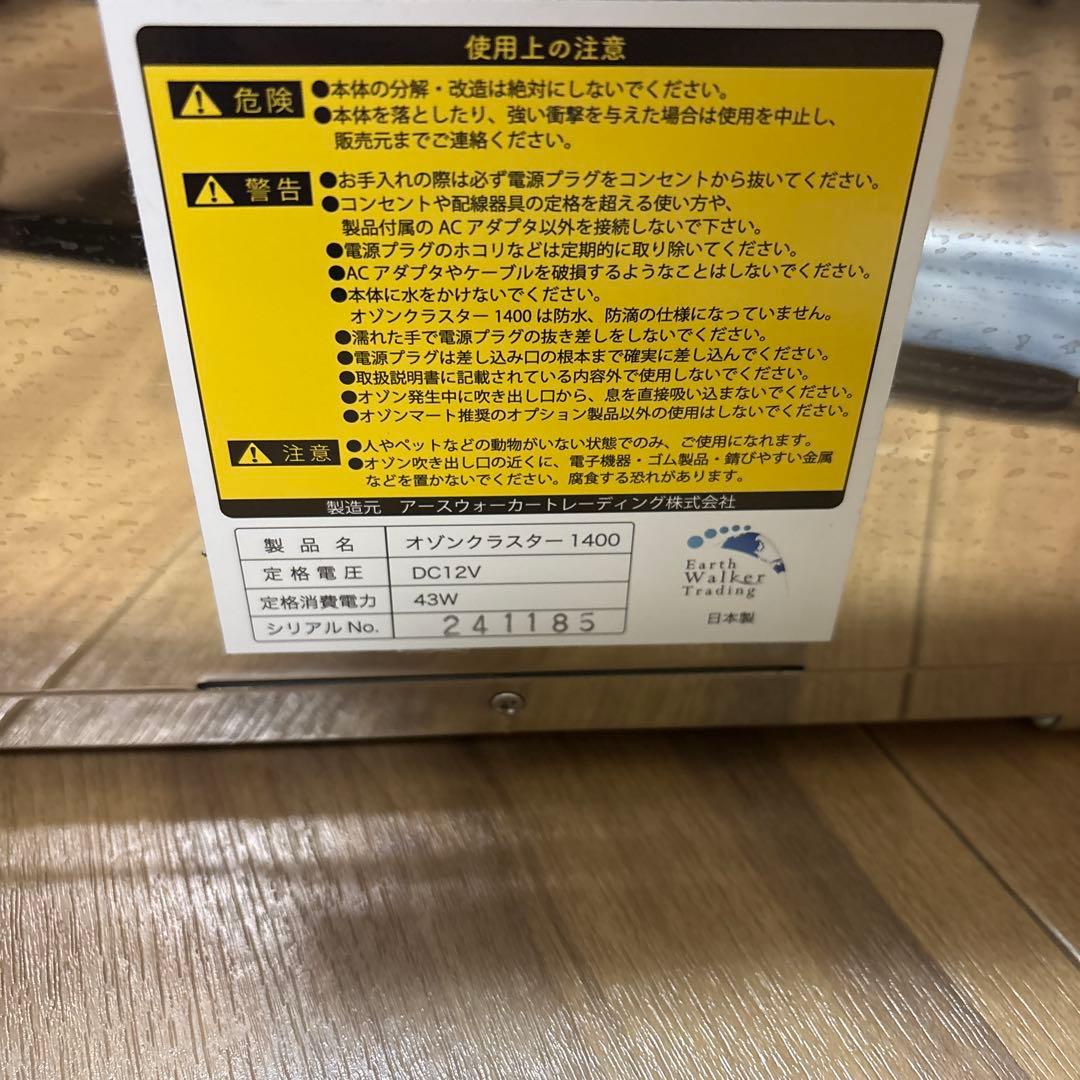 使用上の注意
危険
●本体の分解・改造は絶対にしないでください。
●本体を落としたり、強い衝撃を与えた場合は使用を中止し、
販売元までご連絡ください。
警告
●お手入れの際は必ず電源プラグをコンセントから抜いてください。
●コンセントや配線器具の定格を超える使い方や、
製品付属の AC アダプタ以外を接続しないで下さい。
●電源プラグのホコリなどは定期的に取り除いてください。
●AC アダプタやケーブルを破損するようなことはしないでください。
●本体に水をかけないでください。
オゾンクラスター 1400 は防水、防滴の仕様になっていません。
●濡れた手で電源プラグの抜き差しをしないでください。
●電源プラグは差し込み口の根本まで確実に差し込んでください。
●取扱説明書に記載されている内容外で使用しないでください。
●オゾン発生中に吹き出し口から、息を直接吸い込まないでください。
●オゾンマート推奨のオプション製品以外の使用はしないでください。
注意
●人やペットなどの動物がいない状態でのみ、ご使用になれます。
●オゾン吹き出し口の近くに、電子機器・ゴム製品・錆びやすい金属
などを置かないでください。腐食する恐れがあります。
製造元 アースウォーカートレーディング株式会社
製品名 オゾンクラスター 1400
定格電圧 DC12V
定格消費電力 43W
シリアル No. 241185
Earth
Walker
Trading
日本製